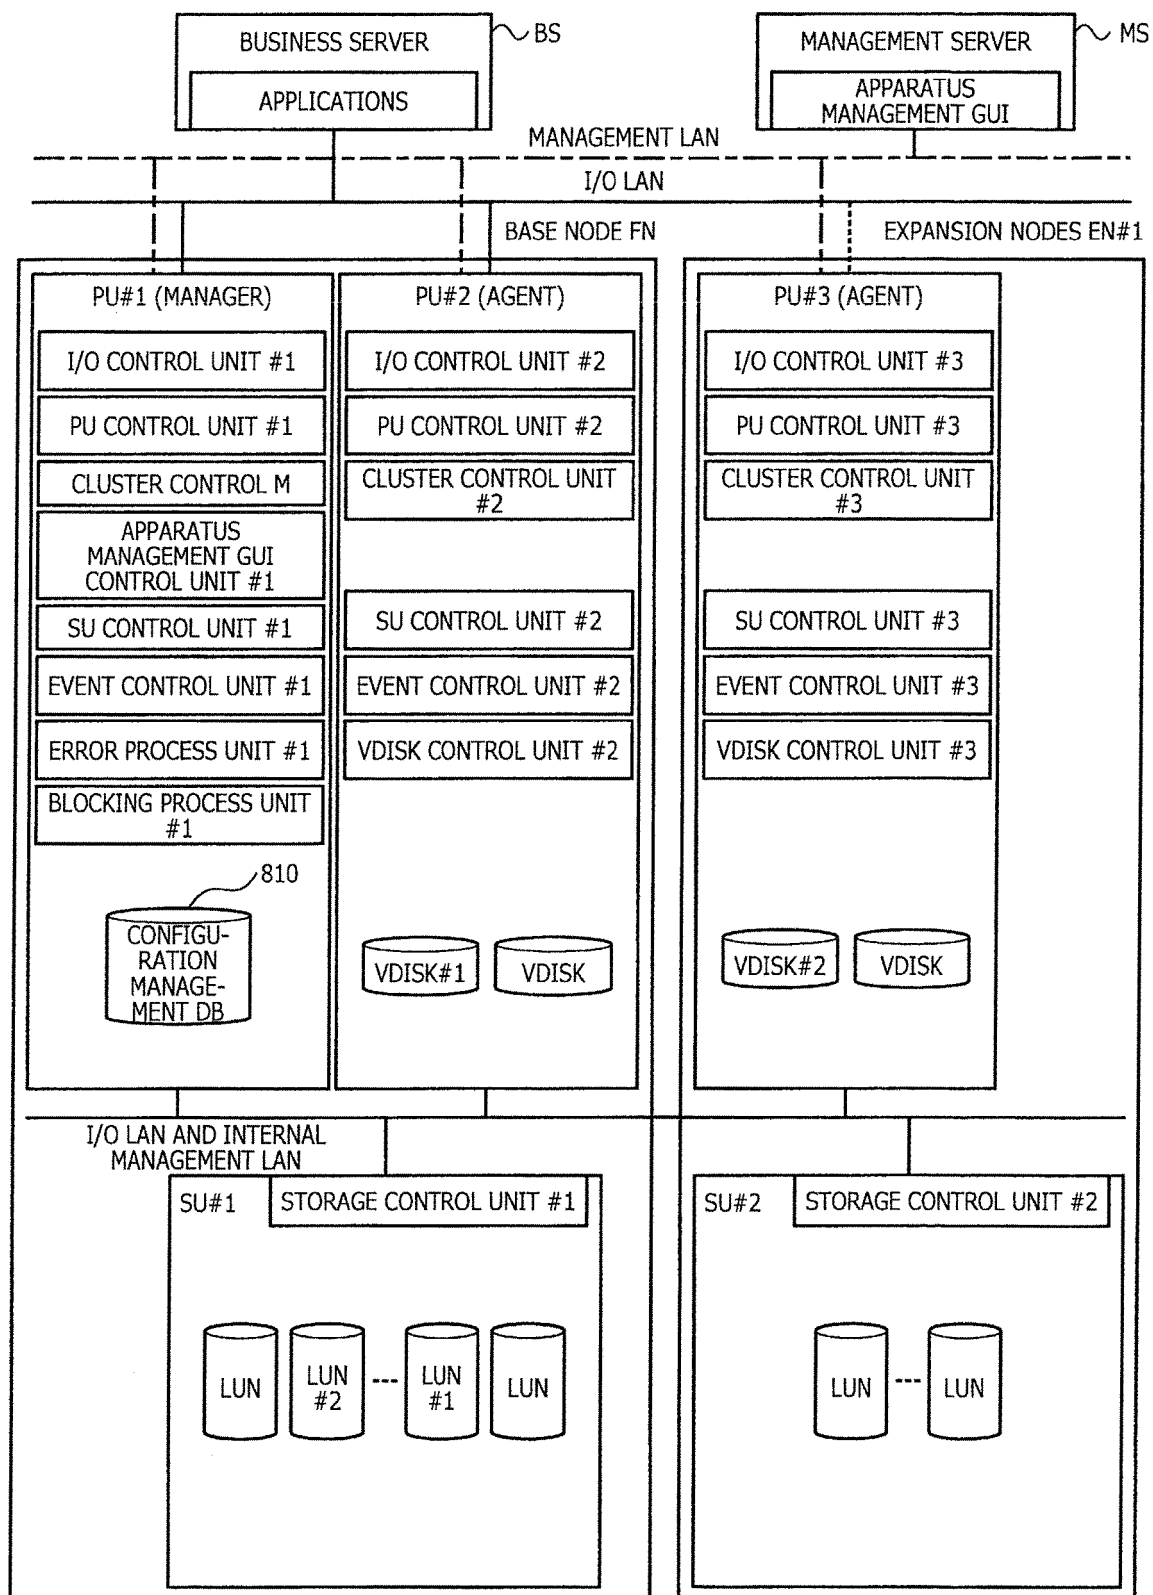 BUSINESS SERVER
BS
APPLICATIONS
MANAGEMENT SERVER
MS
APPARATUS
MANAGEMENT GUI
MANAGEMENT LAN
I/O LAN
BASE NODE FN
EXPANSION NODES EN#1
PU#1 (MANAGER)
I/O CONTROL UNIT #1
PU CONTROL UNIT #1
CLUSTER CONTROL M
APPARATUS
MANAGEMENT GUI
CONTROL UNIT #1
SU CONTROL UNIT #1
EVENT CONTROL UNIT #1
ERROR PROCESS UNIT #1
BLOCKING PROCESS UNIT
#1
810
CONFIGU-
RATION
MANAGE-
MENT DB
PU#2 (AGENT)
I/O CONTROL UNIT #2
PU CONTROL UNIT #2
CLUSTER CONTROL UNIT
#2
SU CONTROL UNIT #2
EVENT CONTROL UNIT #2
VDISK CONTROL UNIT #2
VDISK#1
VDISK
PU#3 (AGENT)
I/O CONTROL UNIT #3
PU CONTROL UNIT #3
CLUSTER CONTROL UNIT
#3
SU CONTROL UNIT #3
EVENT CONTROL UNIT #3
VDISK CONTROL UNIT #3
VDISK#2
VDISK
I/O LAN AND INTERNAL
MANAGEMENT LAN
SU#1
STORAGE CONTROL UNIT #1
LUN
LUN
#2
LUN
#1
LUN
SU#2
STORAGE CONTROL UNIT #2
LUN
LUN